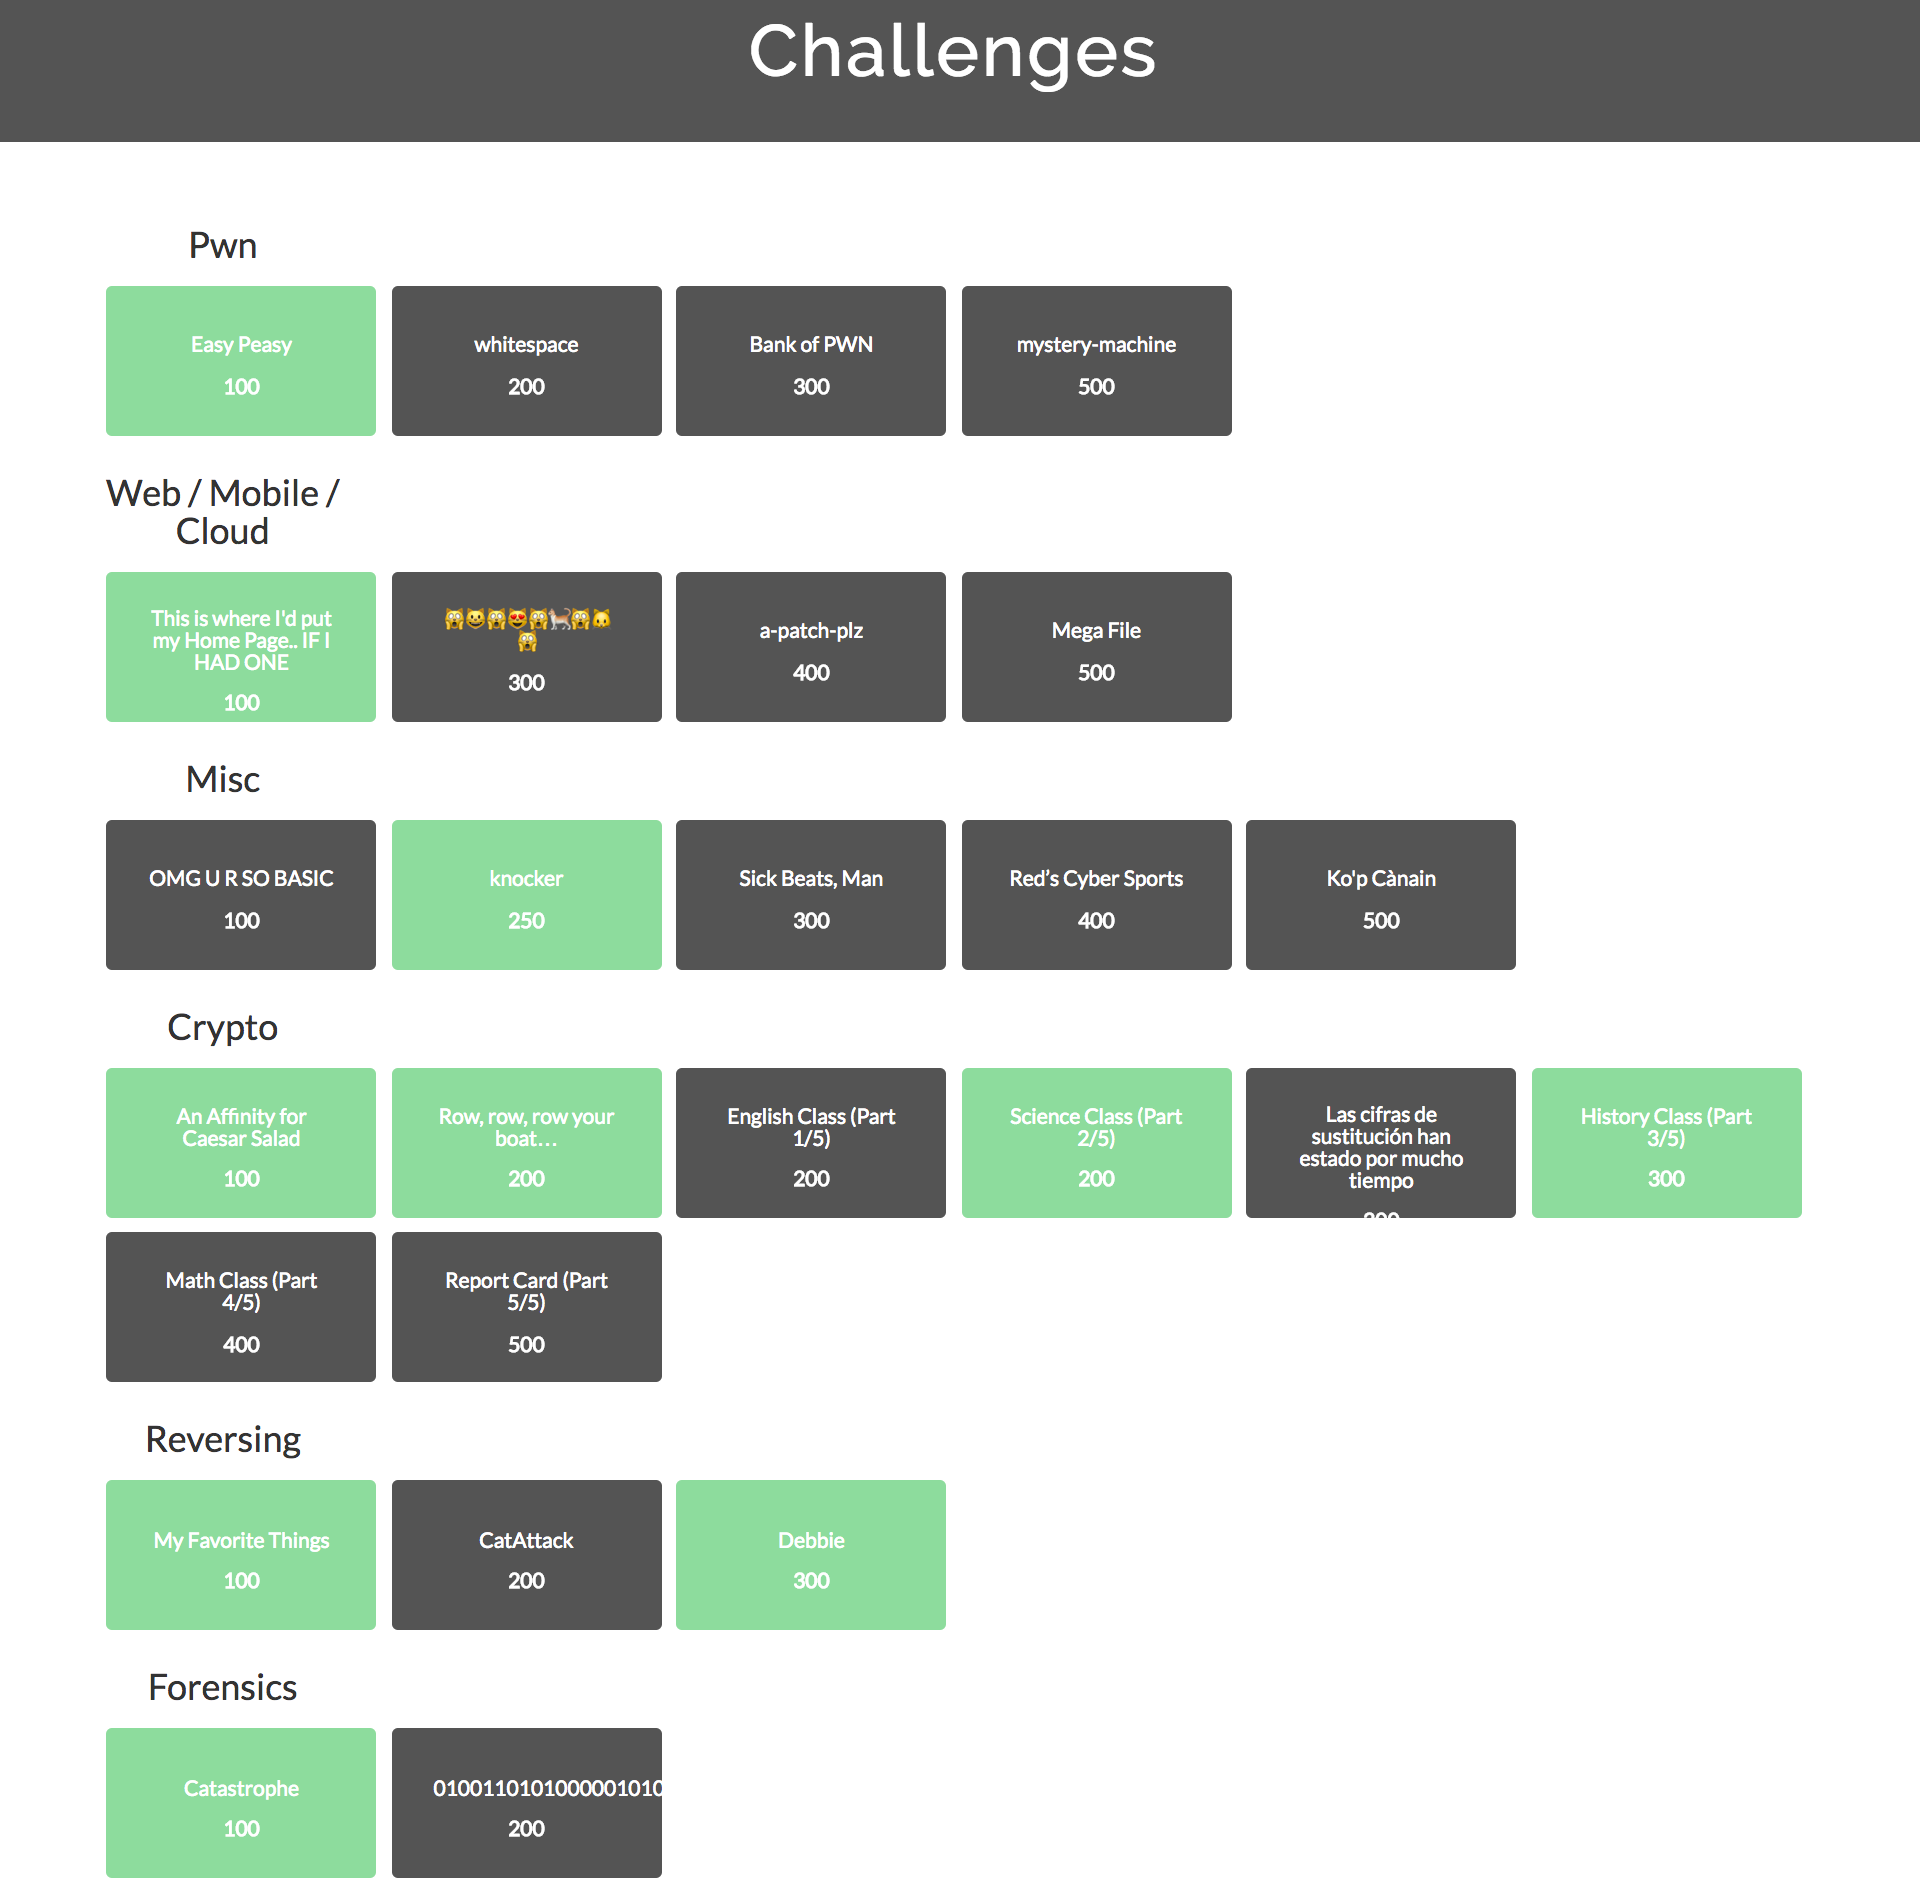 Challenges
Pwn
Easy Peasy
100
whitespace
200
Bank of PWN
300
mystery-machine
500
Web / Mobile /
Cloud
This is where I'd put
my Home Page.. IF I
HAD ONE
100
🙀😺🙀😻🙀🐈🙀🐱
🙀
300
a-patch-plz
400
Mega File
500
Misc
OMG U R SO BASIC
100
knocker
250
Sick Beats, Man
300
Red’s Cyber Sports
400
Ko'p Cànain
500
Crypto
An Affinity for
Caesar Salad
100
Row, row, row your
boat…
200
English Class (Part
1/5)
200
Science Class (Part
2/5)
200
Las cifras de
sustitución han
estado por mucho
tiempo
History Class (Part
3/5)
300
Math Class (Part
4/5)
400
Report Card (Part
5/5)
500
Reversing
My Favorite Things
100
CatAttack
200
Debbie
300
Forensics
Catastrophe
100
0100110101000001010
200